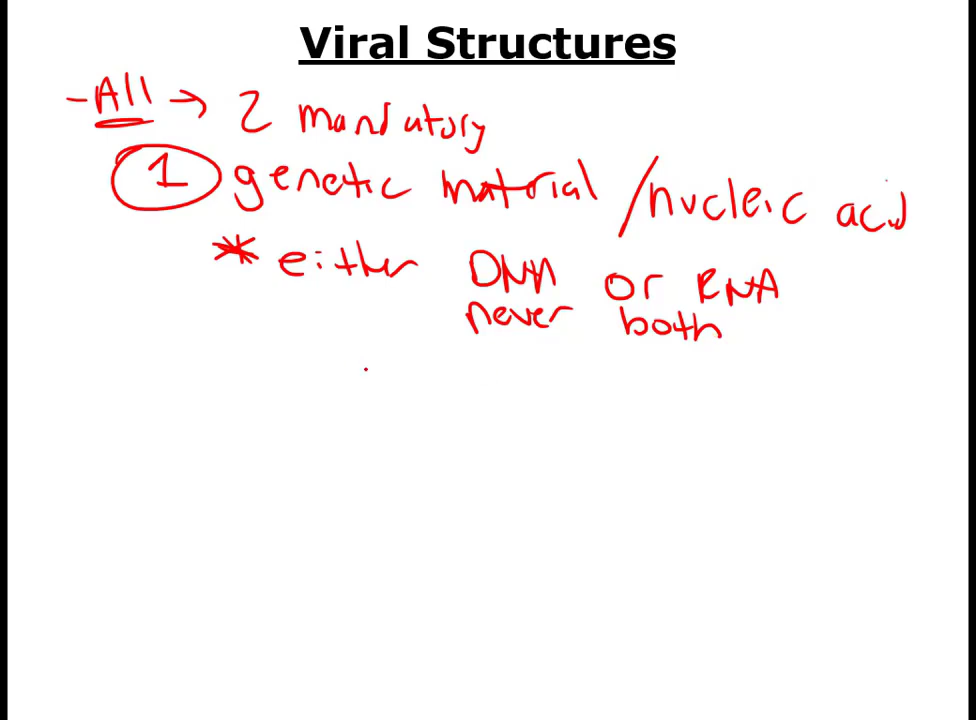 Viral Structures
- All → 2 mandatory
1 genetic material / nucleic acid
* either DNA or RNA
never both